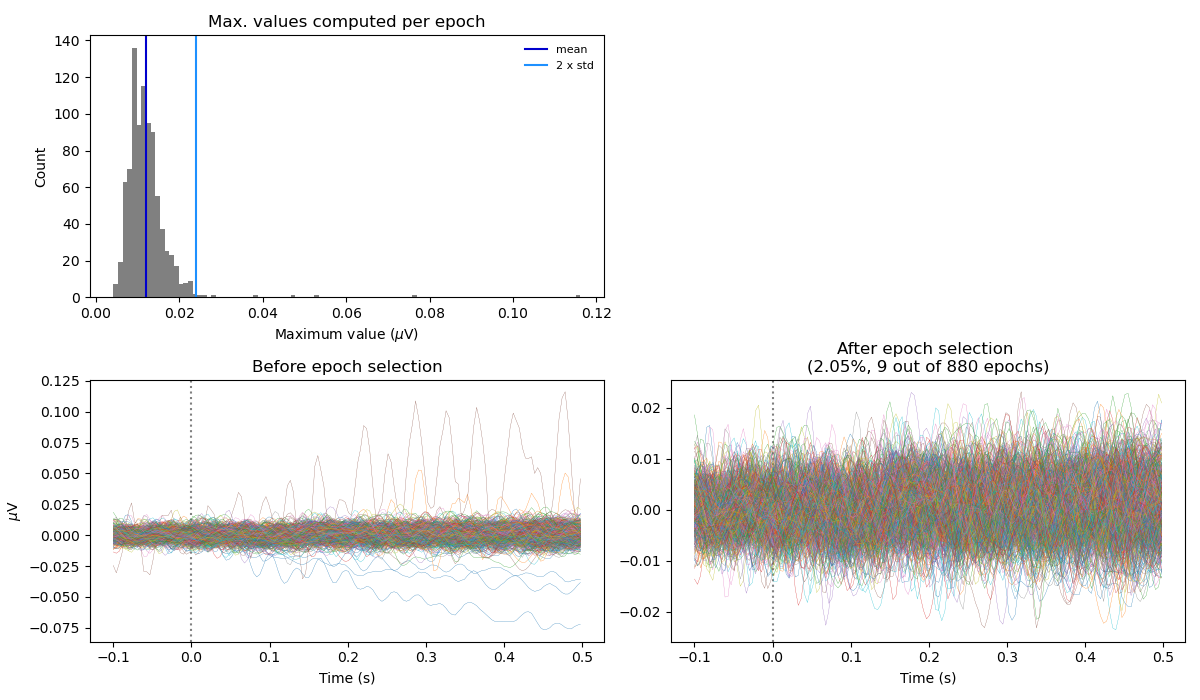 Max. values computed per epoch
140
120
100
80
60
40
20
0
Count
mean
2 x std
0.00 0.02 0.04 0.06 0.08 0.10 0.12
Maximum value (μV)
Before epoch selection
0.125
0.100
0.075
0.050
0.025
0.000
−0.025
−0.050
−0.075
μV
−0.1 0.0 0.1 0.2 0.3 0.4 0.5
Time (s)
After epoch selection
(2.05%, 9 out of 880 epochs)
0.02
0.01
0.00
−0.01
−0.02
−0.1 0.0 0.1 0.2 0.3 0.4 0.5
Time (s)